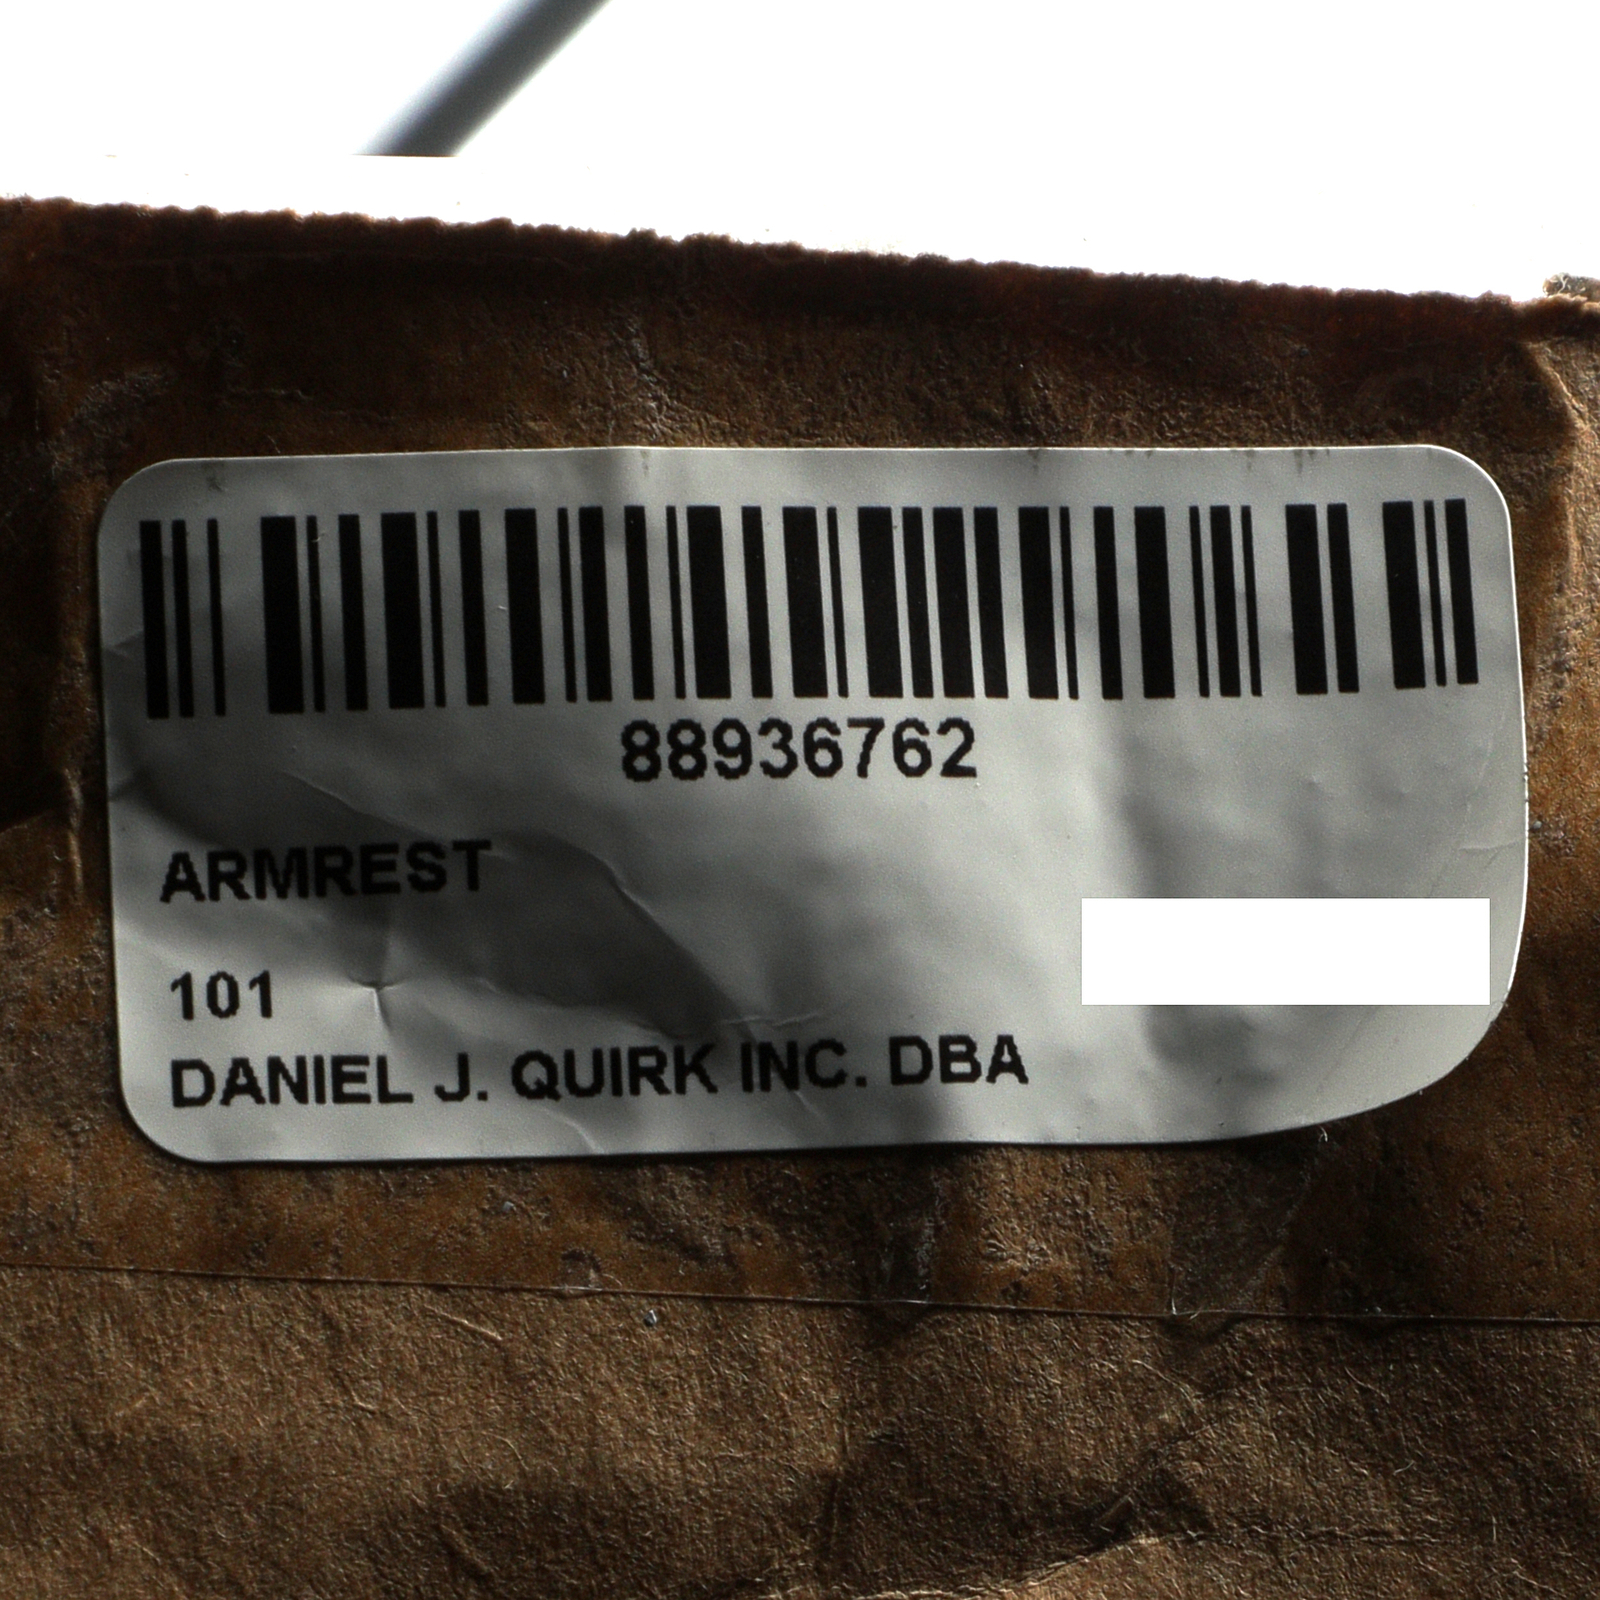 88936762
ARMREST
101
DANIEL J. QUIRK INC. DBA